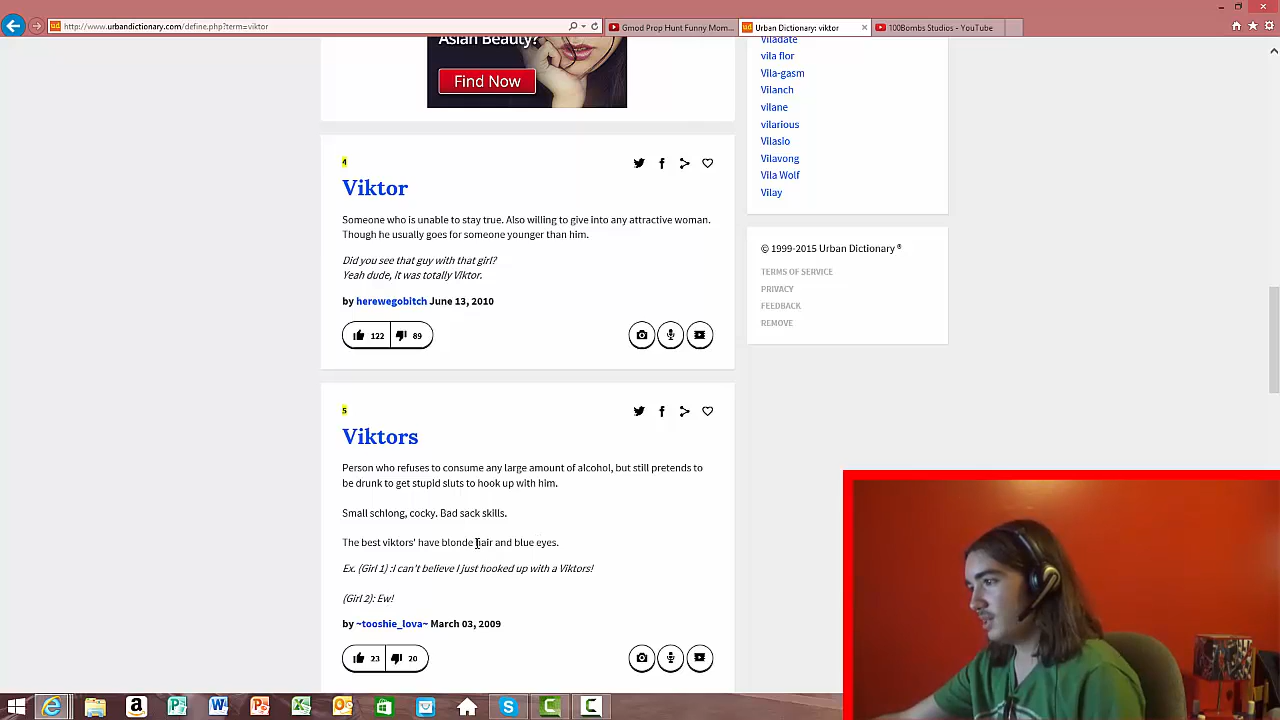 http://www.urbandictionary.com/define.php?term=viktor
Gmod Prop Hunt Funny Mom...
Urban Dictionary: viktor
100Bombs Studios - YouTube
Asian Beauty?
Find Now
4
Viktor
Someone who is unable to stay true. Also willing to give into any attractive woman.
Though he usually goes for someone younger than him.
Did you see that guy with that girl?
Yeah dude, it was totally Viktor.
by herewegobitch June 13, 2010
122
89
5
Viktors
Person who refuses to consume any large amount of alcohol, but still pretends to
be drunk to get stupid sluts to hook up with him.
Small schlong, cocky. Bad sack skills.
The best viktors' have blonde hair and blue eyes.
Ex. (Girl 1) :I can't believe I just hooked up with a Viktors!
(Girl 2): Ew!
by ~tooshie_lova~ March 03, 2009
23
20
Viladate
vila flor
Vila-gasm
Vilanch
vilane
vilarious
Vilasio
Vilavong
Vila Wolf
Vilay
© 1999-2015 Urban Dictionary ®
TERMS OF SERVICE
PRIVACY
FEEDBACK
REMOVE